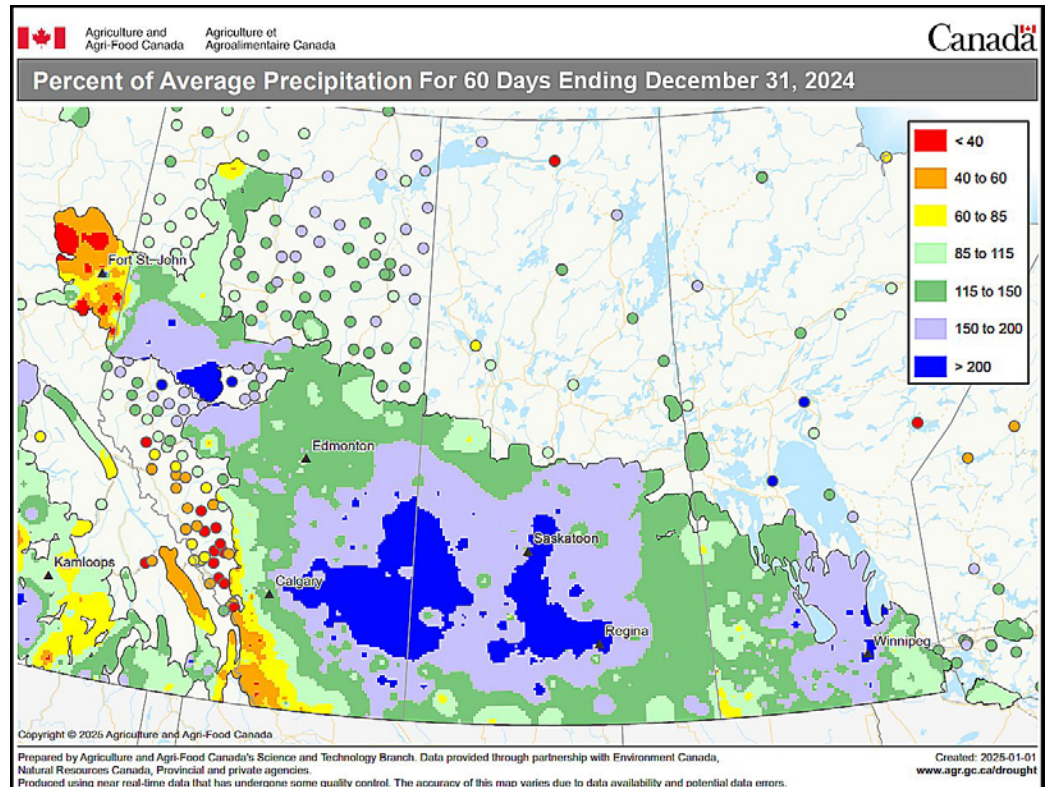 Agriculture and Agriculture et
Agri-Food Canada Agroalimentaire Canada
Canada
Percent of Average Precipitation For 60 Days Ending December 31, 2024
< 40
40 to 60
60 to 85
85 to 115
115 to 150
150 to 200
> 200
Fort St. John
Edmonton
Saskatoon
Kamloops
Calgary
Regina
Winnipeg
Copyright © 2025 Agriculture and Agri-Food Canada
Prepared by Agriculture and Agri-Food Canada's Science and Technology Branch. Data provided through partnership with Environment Canada,
Natural Resources Canada, Provincial and private agencies.
Produced using near real-time data that has undergone some quality control. The accuracy of this map varies due to data availability and potential data errors.
Created: 2025-01-01
www.agr.gc.ca/drought